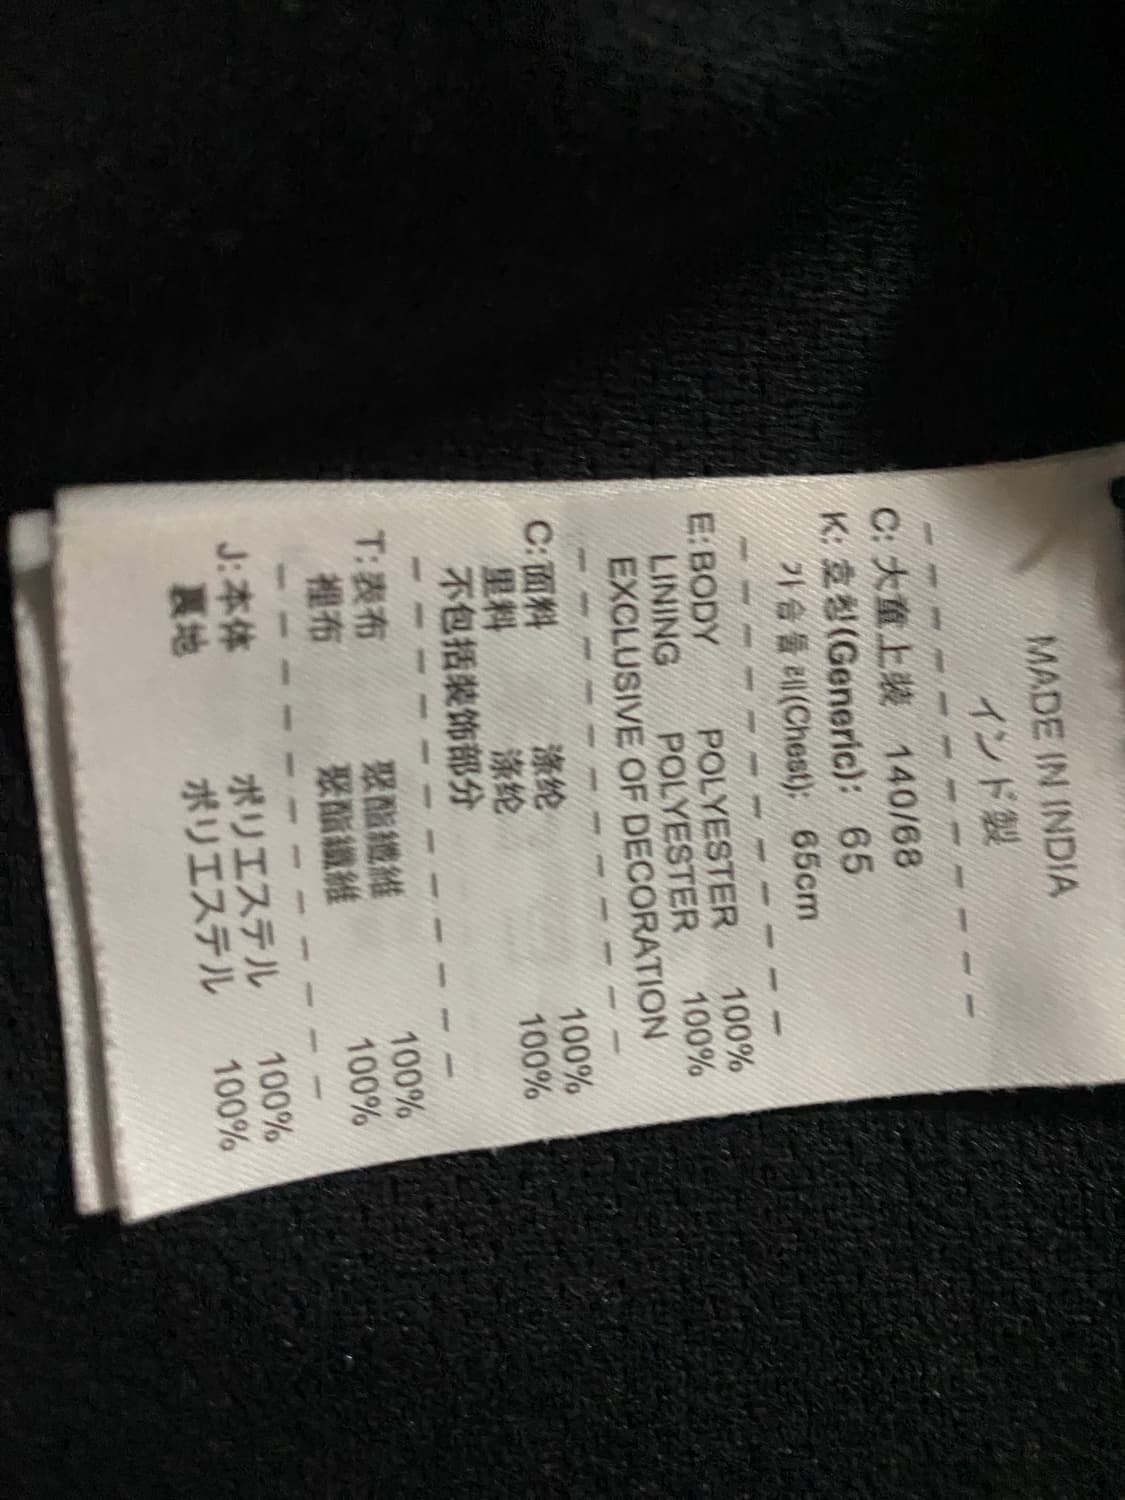 MADE IN INDIA
インド製
C: 大童上装 140/68
K: 호칭(Generic): 65
가슴둘레(Chest): 65cm
E: BODY POLYESTER 100%
LINING POLYESTER 100%
EXCLUSIVE OF DECORATION
C: 面料 涤纶 100%
里料 涤纶 100%
不包括装饰部分
T: 表布 聚酯纖維 100%
裡布 聚酯纖維 100%
J: 本体 ポリエステル 100%
裏地 ポリエステル 100%